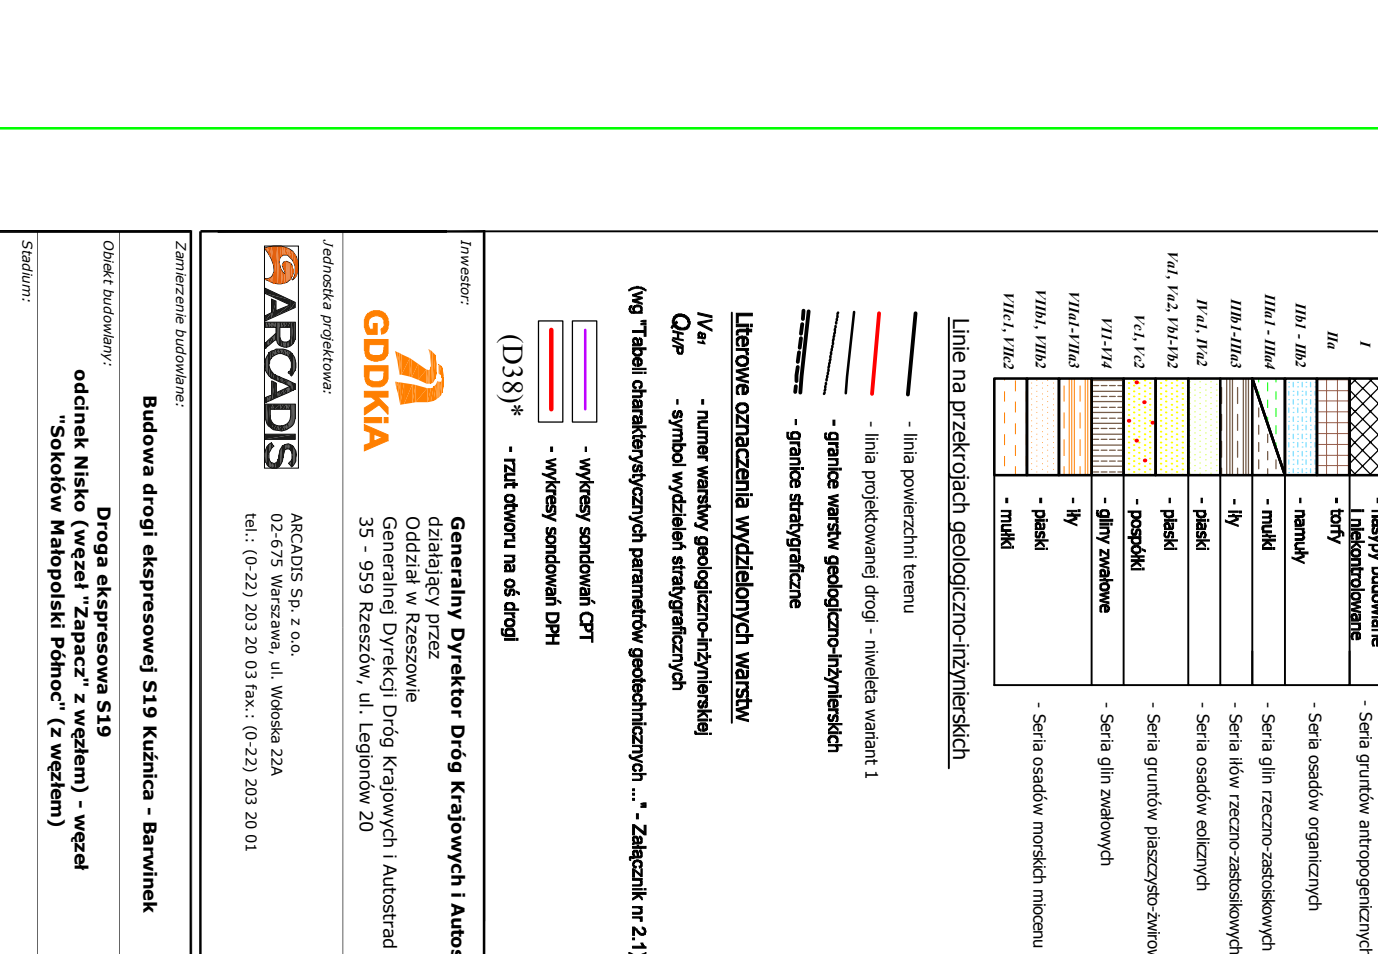 I
- nasypy budowlane
i niekontrolowane
- Seria gruntów antropogenicznych
IIa
- torfy
IIb1 - IIb2
- namuły
- Seria osadów organicznych
IIIa1 - IIIa4
- mułki
- Seria glin rzeczno-zastoiskowych
IIIb1-IIIa3
- iły
- Seria iłów rzeczno-zastosikowych
IVa1, IVa2
- piaski
- Seria osadów eolicznych
Va1, Va2, Vb1-Vb2
- piaski
Vc1, Vc2
- pospółki
- Seria gruntów piaszczysto-żwirow
VI1-VI4
- gliny zwałowe
- Seria glin zwałowych
VIIa1-VIIa3
- iły
VIIb1, VIIb2
- piaski
- Seria osadów morskich miocenu
VIIc1, VIIc2
- mułki
Linie na przekrojach geologiczno-inżynierskich
- linia powierzchni terenu
- linia projektowanej drogi - niweleta wariant 1
- granice warstw geologiczno-inżynierskich
- granice stratygraficzne
Literowe oznaczenia wydzielonych warstw
IVa1 - numer warstwy geologiczno-inżynierskiej
QH/P - symbol wydzieleń stratygraficznych
(wg "Tabeli charakterystycznych parametrów geotechnicznych ..." - Załącznik nr 2.1)
- wykresy sondowań CPT
- wykresy sondowań DPH
(D38)* - rzut otworu na oś drogi
Inwestor:
GDDKiA
Generalny Dyrektor Dróg Krajowych i Autos
działający przez
Oddział w Rzeszowie
Generalnej Dyrekcji Dróg Krajowych i Autostrad
35 - 959 Rzeszów, ul. Legionów 20
Jednostka projektowa:
ARCADIS
ARCADIS Sp. z o.o.
02-675 Warszawa, ul. Wołoska 22A
tel.: (0-22) 203 20 03 fax.: (0-22) 203 20 01
Zamierzenie budowlane:
Budowa drogi ekspresowej S19 Kuźnica - Barwinek
Obiekt budowlany:
Droga ekspresowa S19
odcinek Nisko (węzeł "Zapacz" z węzłem) - węzeł
"Sokołów Małopolski Północ" (z węzłem)
Stadium: